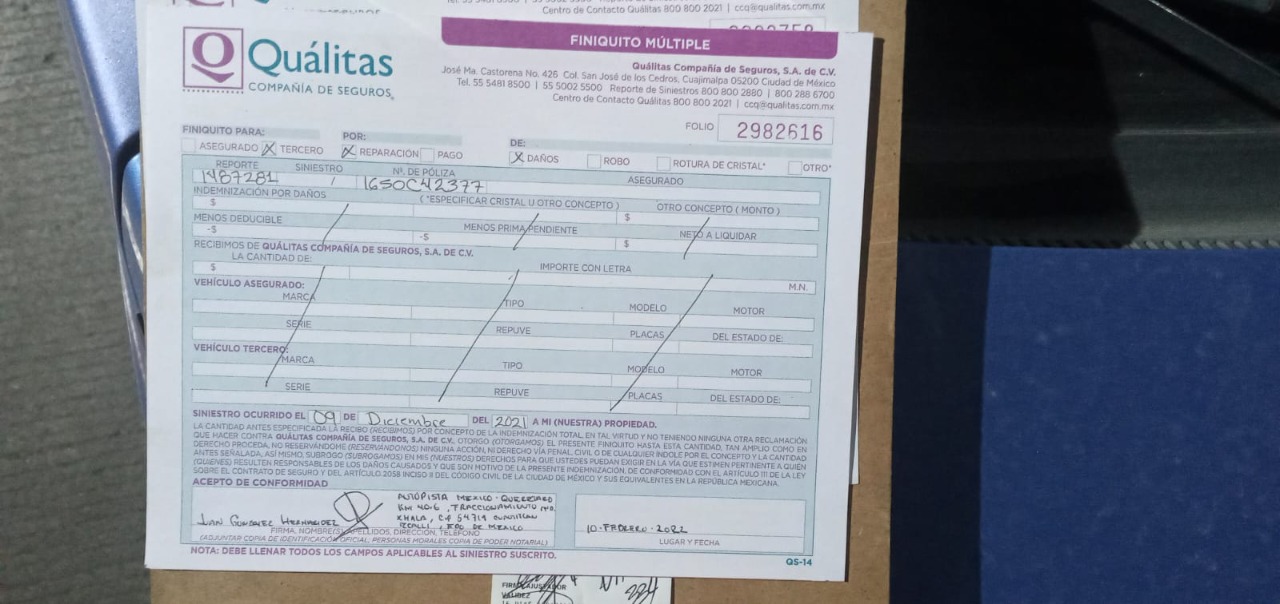 Centro de Contacto Quálitas 800 800 2021 | ccq@qualitas.com.mx
Q Quálitas
COMPAÑÍA DE SEGUROS
FINIQUITO MÚLTIPLE
Quálitas Compañía de Seguros, S.A. de C.V.
José Ma. Castorena No. 426 Col. San José de los Cedros, Cuajimalpa 05200 Ciudad de México
Tel. 55 5481 8500 | 55 5002 5500 Reporte de Siniestros 800 800 2880 | 800 288 6700
Centro de Contacto Quálitas 800 800 2021 | ccq@qualitas.com.mx
FOLIO 2982616
FINIQUITO PARA: POR: DE:
ASEGURADO X TERCERO X REPARACIÓN PAGO X DAÑOS ROBO ROTURA DE CRISTAL* OTRO*
REPORTE SINIESTRO Nº. DE PÓLIZA ASEGURADO
1487281 / 1650C42377
INDEMNIZACIÓN POR DAÑOS (*ESPECIFICAR CRISTAL U OTRO CONCEPTO) OTRO CONCEPTO (MONTO)
$ $
MENOS DEDUCIBLE MENOS PRIMA PENDIENTE NETO A LIQUIDAR
-$ -$ $
RECIBIMOS DE QUÁLITAS COMPAÑÍA DE SEGUROS, S.A. DE C.V.
LA CANTIDAD DE: IMPORTE CON LETRA
$ M.N.
VEHÍCULO ASEGURADO:
MARCA TIPO MODELO MOTOR
SERIE REPUVE PLACAS DEL ESTADO DE:
VEHÍCULO TERCERO:
MARCA TIPO MODELO MOTOR
SERIE REPUVE PLACAS DEL ESTADO DE:
SINIESTRO OCURRIDO EL 09 DE Diciembre DEL 2021 A MI (NUESTRA) PROPIEDAD.
LA CANTIDAD ANTES ESPECIFICADA LA RECIBO (RECIBIMOS) POR CONCEPTO DE LA INDEMNIZACIÓN TOTAL, EN TAL VIRTUD Y NO TENIENDO NINGUNA OTRA RECLAMACIÓN
QUE HACER CONTRA QUÁLITAS COMPAÑÍA DE SEGUROS, S.A. DE C.V. OTORGO (OTORGAMOS) EL PRESENTE FINIQUITO HASTA ESTA CANTIDAD, TAN AMPLIO COMO EN
DERECHO PROCEDA, NO RESERVÁNDOME (RESERVÁNDONOS) NINGUNA ACCIÓN, NI DERECHO VÍA PENAL, CIVIL O DE CUALQUIER ÍNDOLE POR EL CONCEPTO Y LA CANTIDAD
ANTES SEÑALADA, ASÍ MISMO, SUBROGO (SUBROGAMOS) EN MIS (NUESTROS) DERECHOS PARA QUE USTEDES PUEDAN EXIGIR EN LA VÍA QUE ESTIMEN PERTINENTE A QUIÉN
(QUIENES) RESULTEN RESPONSABLES DE LOS DAÑOS CAUSADOS Y QUE SON MOTIVO DE LA PRESENTE INDEMNIZACIÓN, DE CONFORMIDAD CON EL ARTÍCULO 111 DE LA LEY
SOBRE EL CONTRATO DE SEGURO Y DEL ARTÍCULO 2058 INCISO II DEL CÓDIGO CIVIL DE LA CIUDAD DE MÉXICO Y SUS EQUIVALENTES EN LA REPÚBLICA MEXICANA.
ACEPTO DE CONFORMIDAD
AUTOPISTA MEXICO - QUERETARO
KM 40.6, FRACCIONAMIENTO
XHALA, C.P 54714 CUAUTITLAN
IZCALLI, EDO DE MEXICO
JUAN GONZALEZ HERNANDEZ
10 - FEBRERO - 2022
FIRMA, NOMBRE(S), APELLIDOS, DIRECCIÓN, TELÉFONO
LUGAR Y FECHA
(ADJUNTAR COPIA DE IDENTIFICACIÓN OFICIAL, PERSONAS MORALES COPIA DE PODER NOTARIAL)
NOTA: DEBE LLENAR TODOS LOS CAMPOS APLICABLES AL SINIESTRO SUSCRITO.
QS-14
FIRMA AJUSTADOR